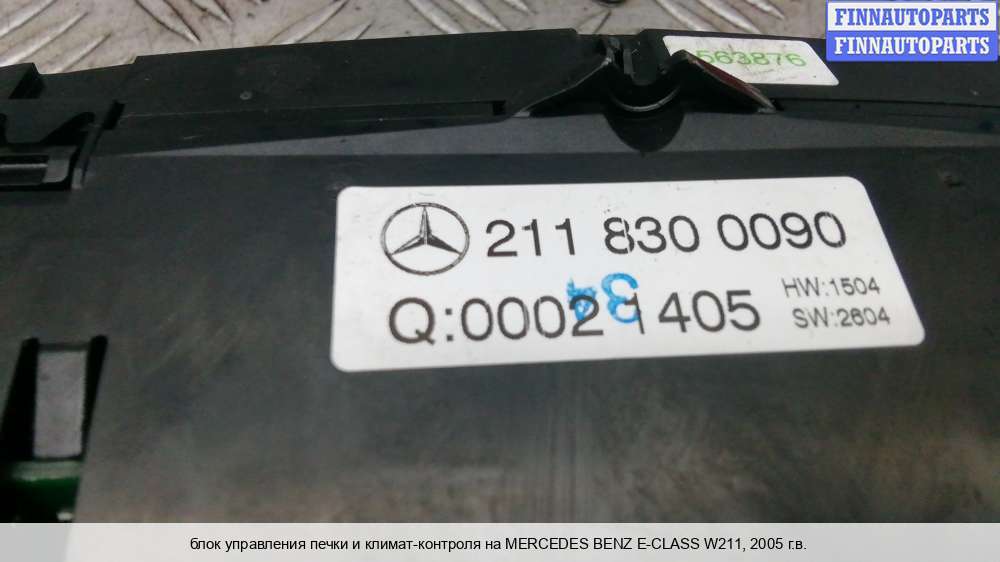 FINNAUTOPARTS
FINNAUTOPARTS
563876
211 830 0090
34
Q:00021405
HW:1504
SW:2604
блок управления печки и климат-контроля на MERCEDES BENZ E-CLASS W211, 2005 г.в.